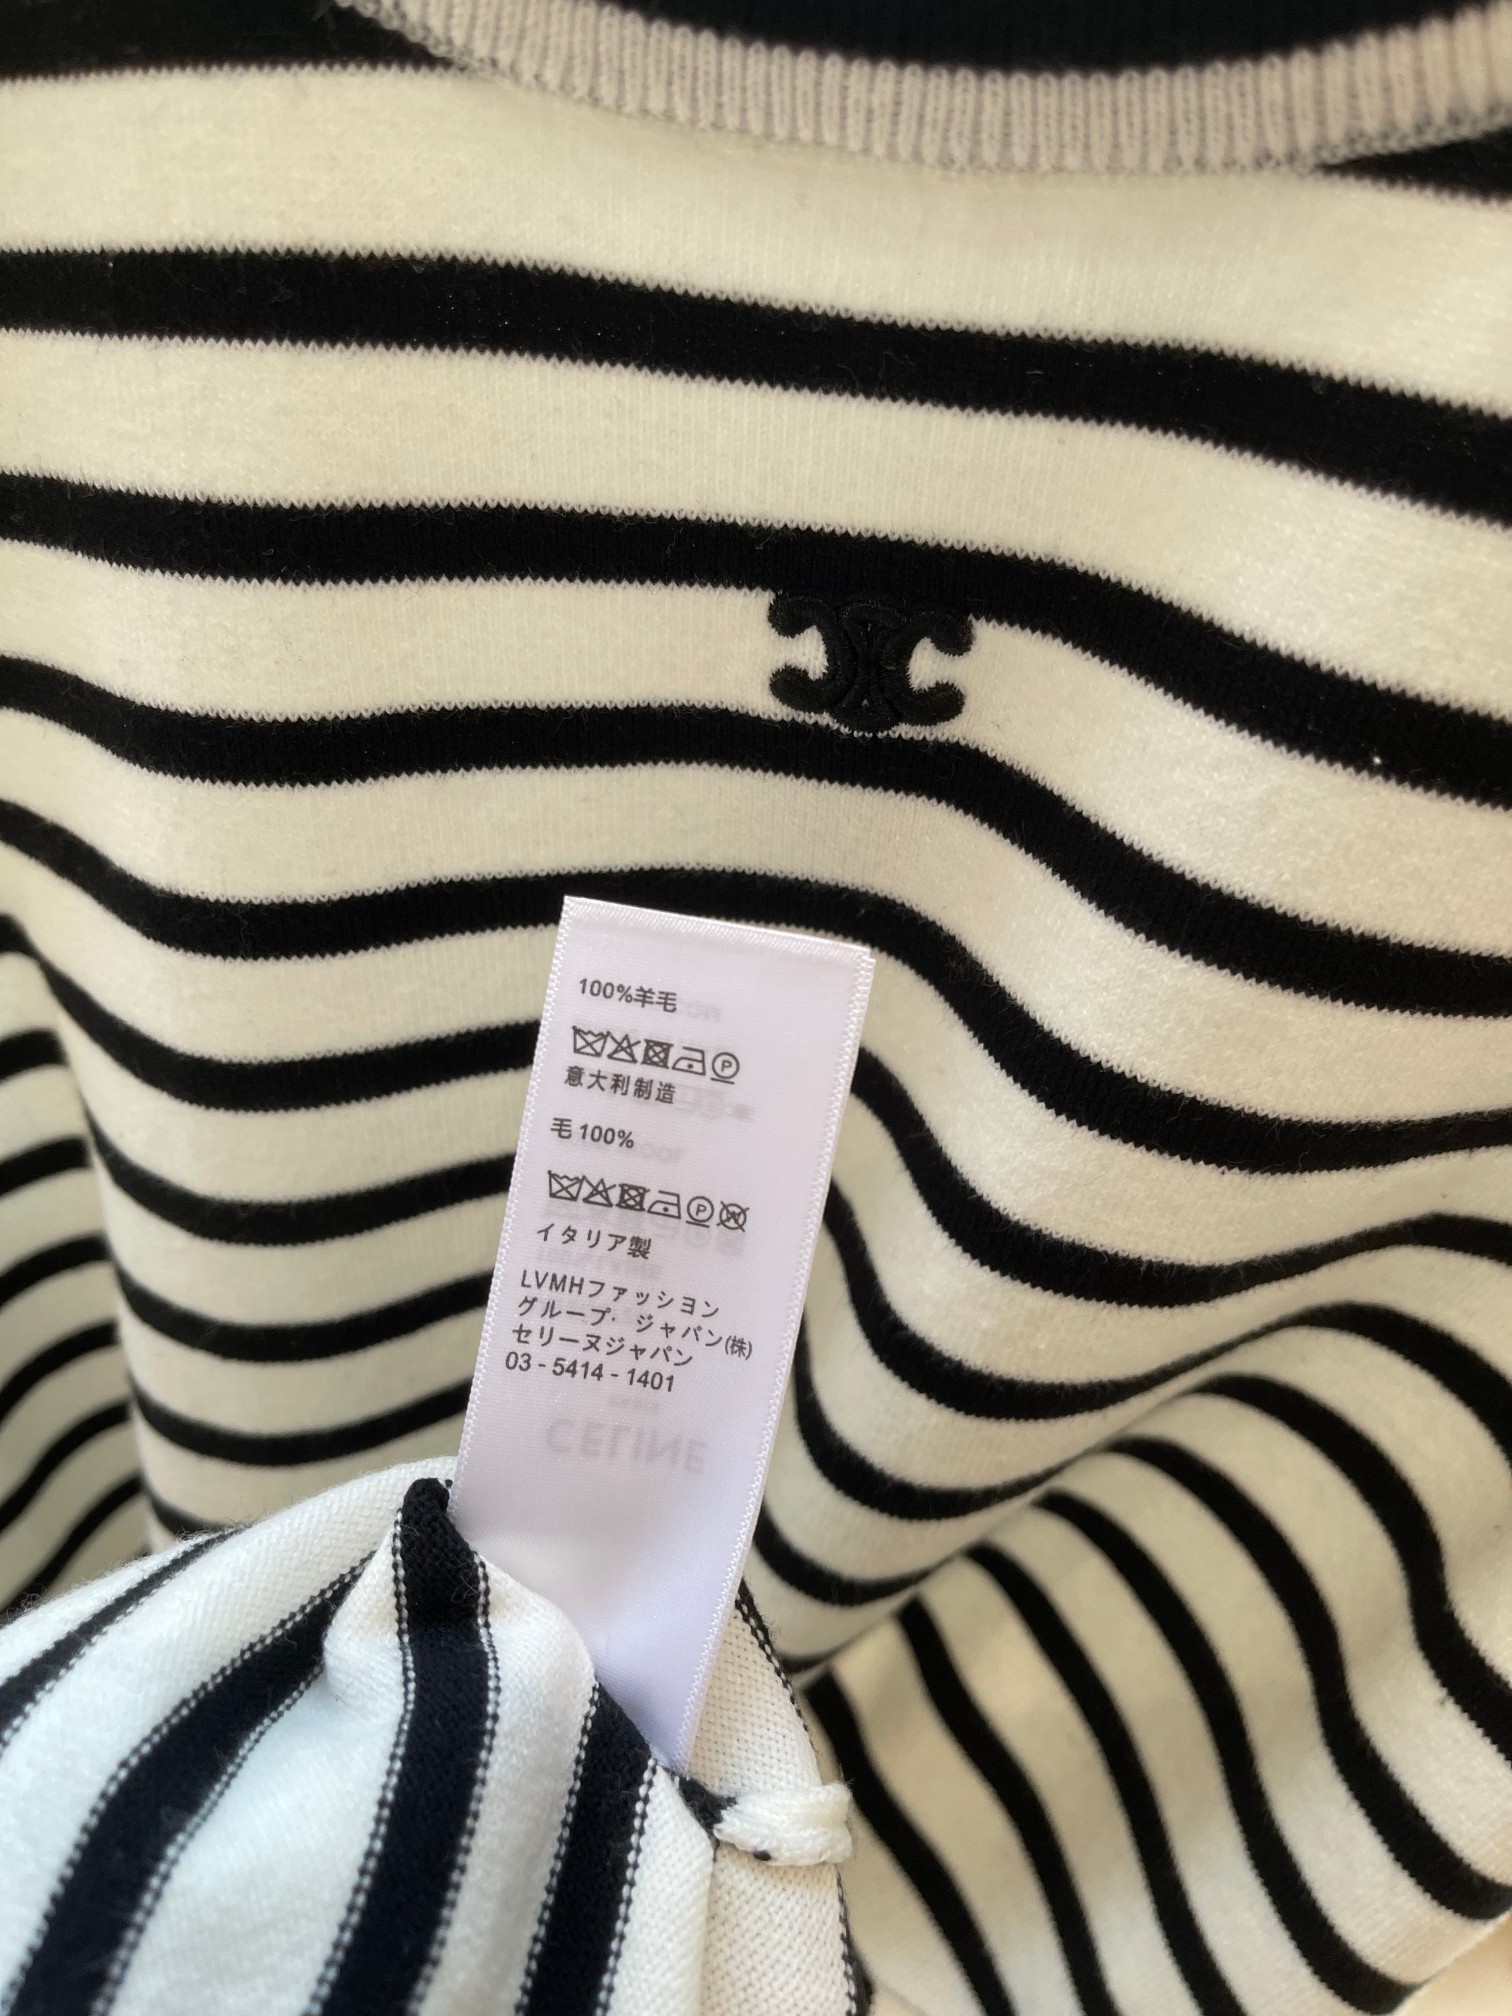 100%羊毛
意大利制造
毛 100%
イタリア製
LVMHファッション
グループ・ジャパン(株)
セリーヌジャパン
03 - 5414 - 1401
CELINE